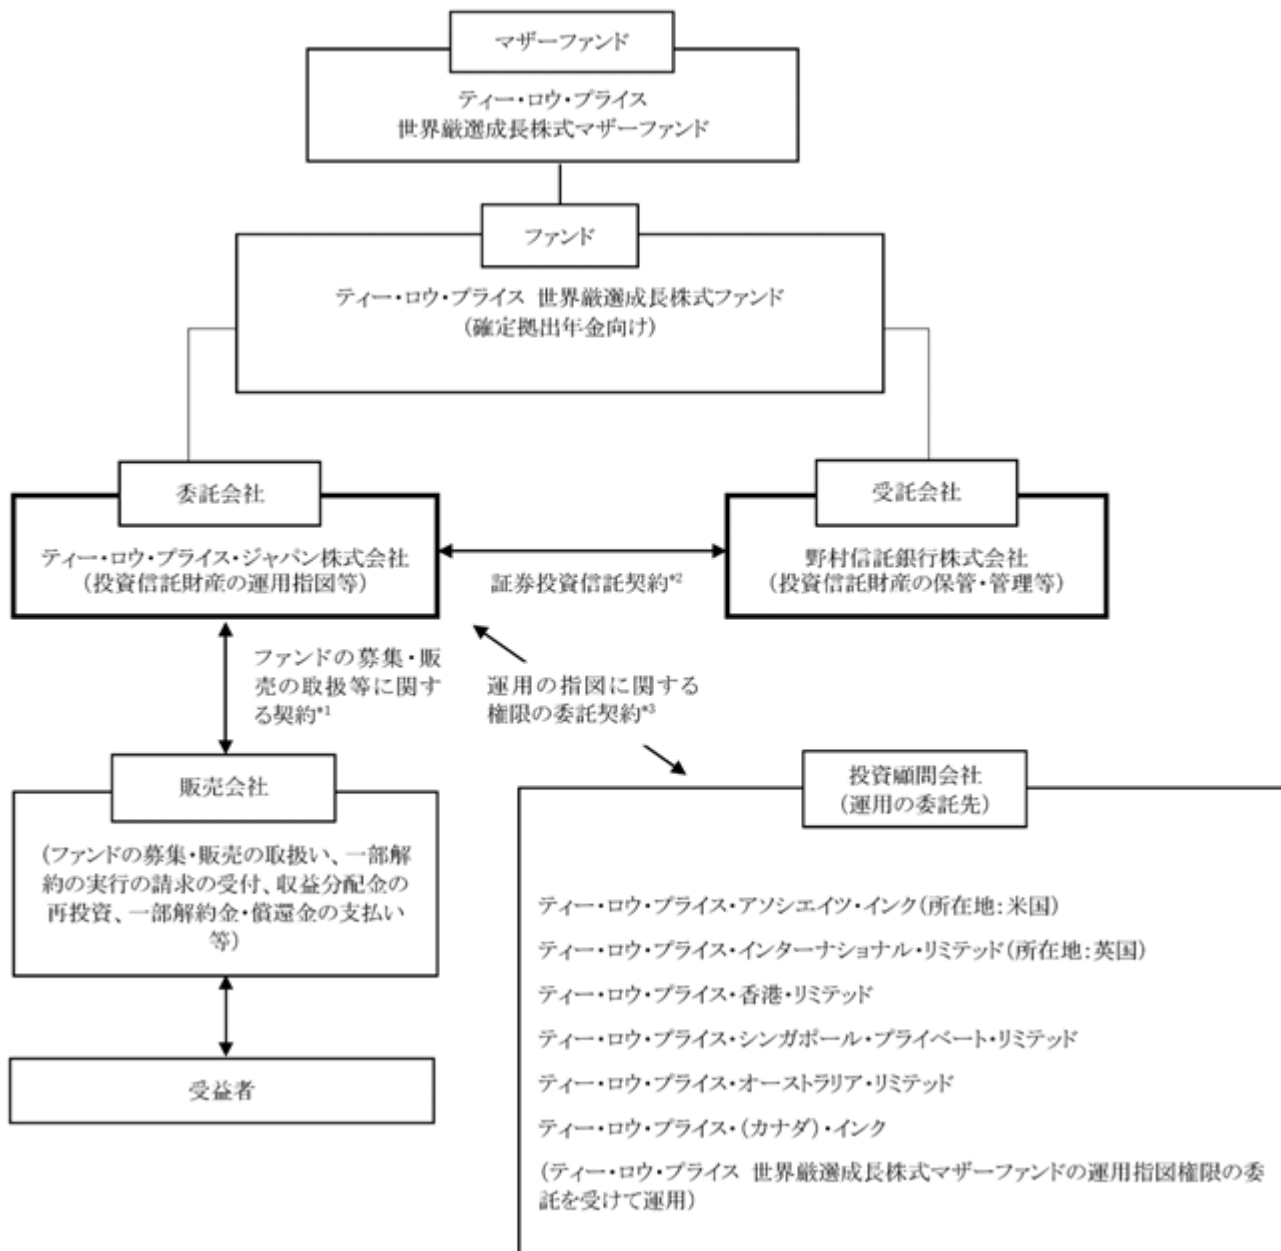 マザーファンド
ティー・ロウ・プライス
世界厳選成長株式マザーファンド
ファンド
ティー・ロウ・プライス 世界厳選成長株式ファンド
(確定拠出年金向け)
委託会社
ティー・ロウ・プライス・ジャパン株式会社
(投資信託財産の運用指図等)
証券投資信託契約*2
受託会社
野村信託銀行株式会社
(投資信託財産の保管・管理等)
ファンドの募集・販
売の取扱等に関す
る契約*1
運用の指図に関する
権限の委託契約*3
販売会社
(ファンドの募集・販売の取扱い、一部解
約の実行の請求の受付、収益分配金の
再投資、一部解約金・償還金の支払い
等)
受益者
投資顧問会社
(運用の委託先)
ティー・ロウ・プライス・アソシエイツ・インク(所在地:米国)
ティー・ロウ・プライス・インターナショナル・リミテッド(所在地:英国)
ティー・ロウ・プライス・香港・リミテッド
ティー・ロウ・プライス・シンガポール・プライベート・リミテッド
ティー・ロウ・プライス・オーストラリア・リミテッド
ティー・ロウ・プライス・(カナダ)・インク
(ティー・ロウ・プライス 世界厳選成長株式マザーファンドの運用指図権限の委
託を受けて運用)